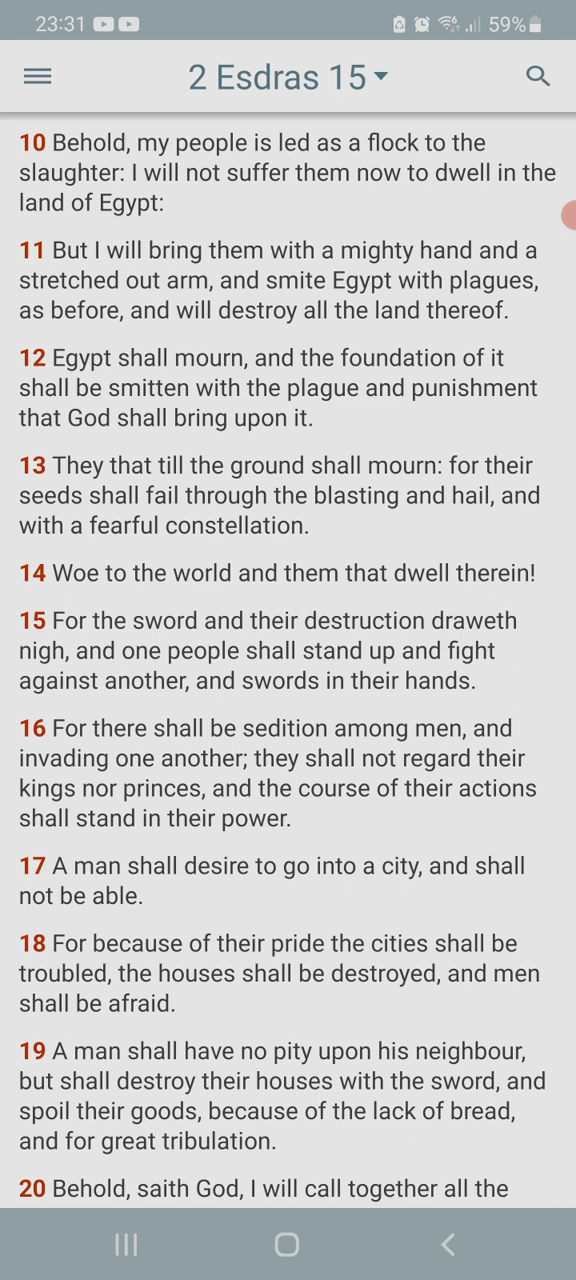 23:31
59%
2 Esdras 15
10 Behold, my people is led as a flock to the
slaughter: I will not suffer them now to dwell in the
land of Egypt:
11 But I will bring them with a mighty hand and a
stretched out arm, and smite Egypt with plagues,
as before, and will destroy all the land thereof.
12 Egypt shall mourn, and the foundation of it
shall be smitten with the plague and punishment
that God shall bring upon it.
13 They that till the ground shall mourn: for their
seeds shall fail through the blasting and hail, and
with a fearful constellation.
14 Woe to the world and them that dwell therein!
15 For the sword and their destruction draweth
nigh, and one people shall stand up and fight
against another, and swords in their hands.
16 For there shall be sedition among men, and
invading one another; they shall not regard their
kings nor princes, and the course of their actions
shall stand in their power.
17 A man shall desire to go into a city, and shall
not be able.
18 For because of their pride the cities shall be
troubled, the houses shall be destroyed, and men
shall be afraid.
19 A man shall have no pity upon his neighbour,
but shall destroy their houses with the sword, and
spoil their goods, because of the lack of bread,
and for great tribulation.
20 Behold, saith God, I will call together all the